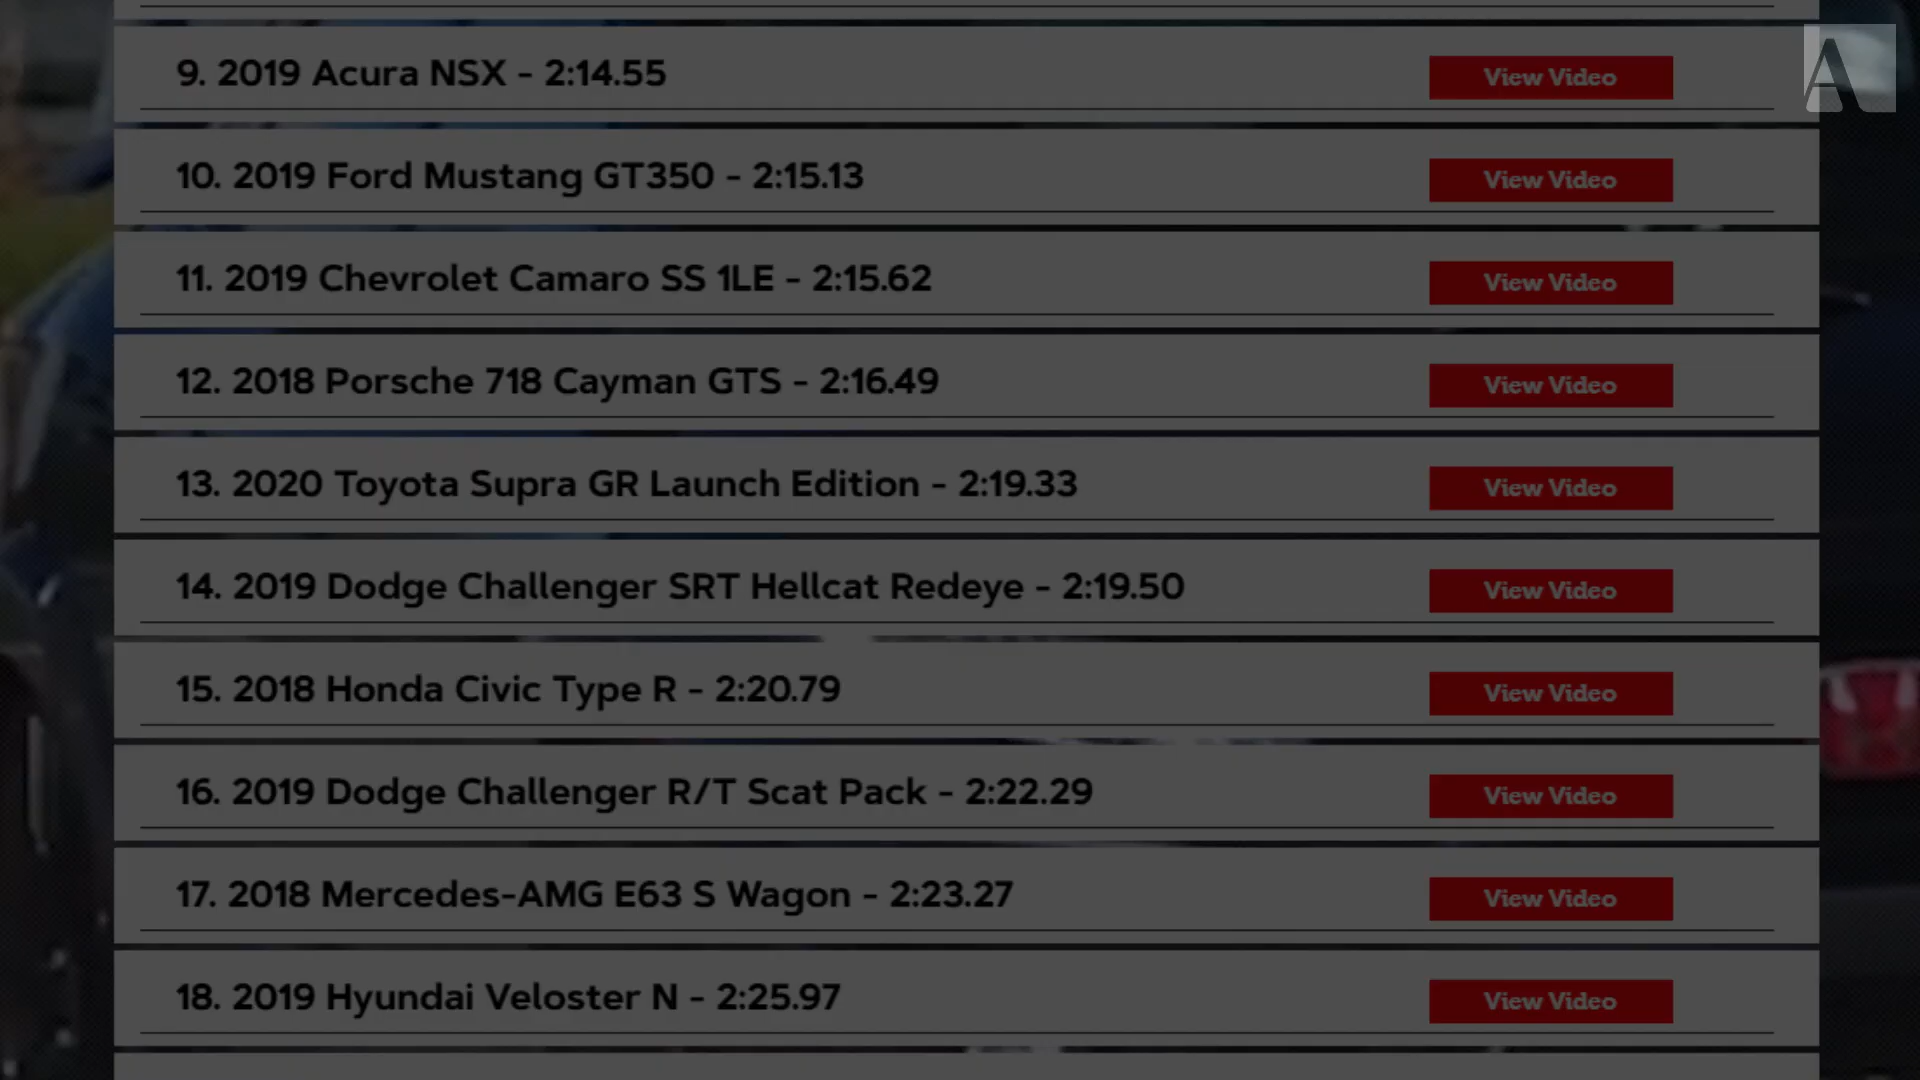 9. 2019 Acura NSX - 2:14.55
View Video
A
10. 2019 Ford Mustang GT350 - 2:15.13
View Video
11. 2019 Chevrolet Camaro SS 1LE - 2:15.62
View Video
12. 2018 Porsche 718 Cayman GTS - 2:16.49
View Video
13. 2020 Toyota Supra GR Launch Edition - 2:19.33
View Video
14. 2019 Dodge Challenger SRT Hellcat Redeye - 2:19.50
View Video
15. 2018 Honda Civic Type R - 2:20.79
View Video
16. 2019 Dodge Challenger R/T Scat Pack - 2:22.29
View Video
17. 2018 Mercedes-AMG E63 S Wagon - 2:23.27
View Video
18. 2019 Hyundai Veloster N - 2:25.97
View Video